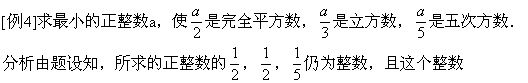 [例4]求最小的正整数a，使a/2是完全平方数，a/3是立方数，a/5是五次方数．
分析由题设知，所求的正整数的1/2，1/2，1/5仍为整数，且这个整数